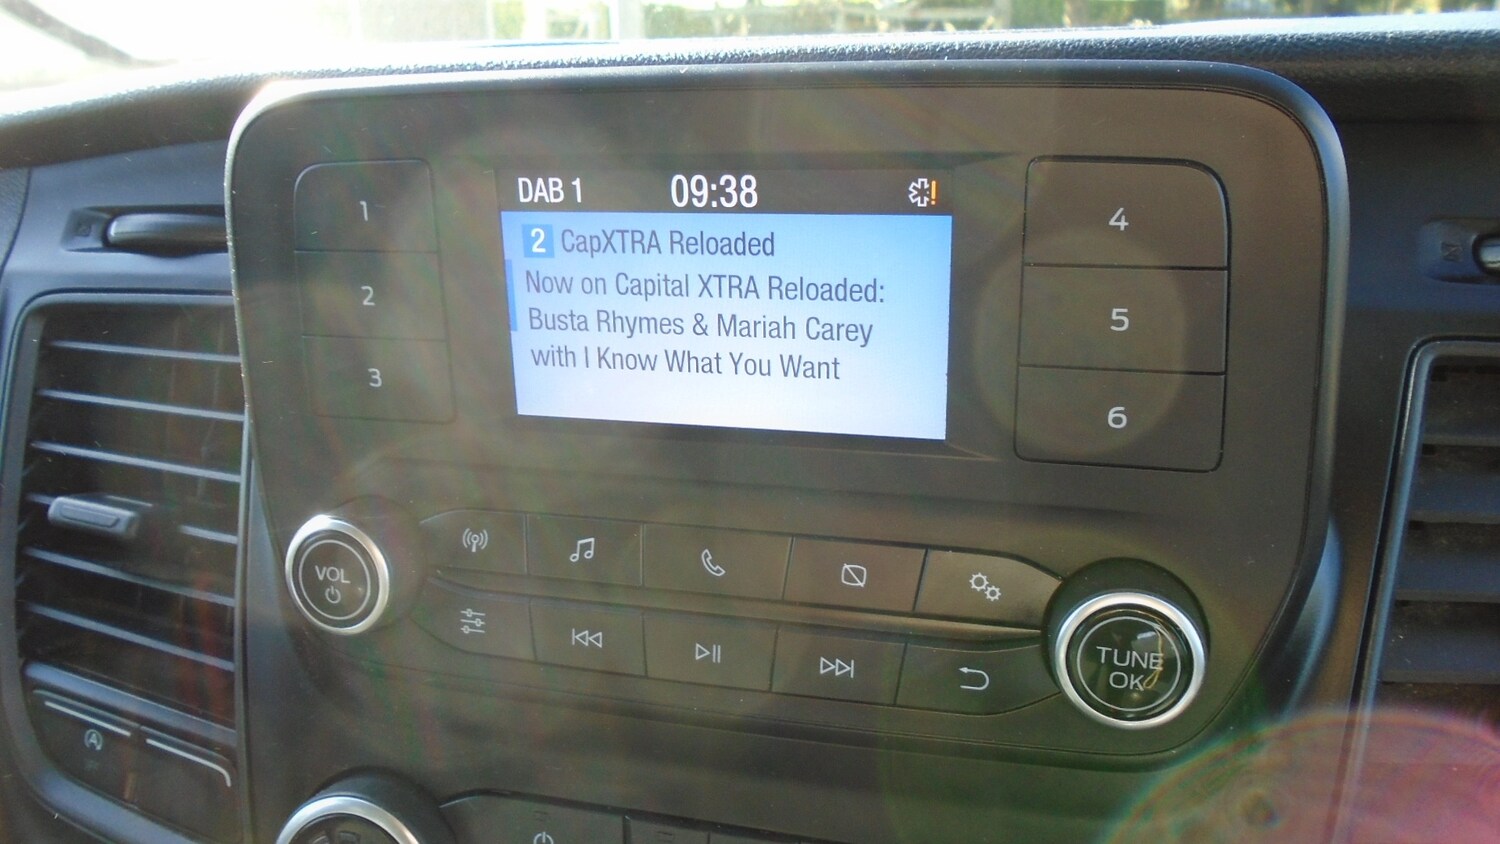 DAB 1 09:38
2 CapXTRA Reloaded
Now on Capital XTRA Reloaded:
Busta Rhymes & Mariah Carey
with I Know What You Want
1
2
3
4
5
6
VOL
TUNE
OK